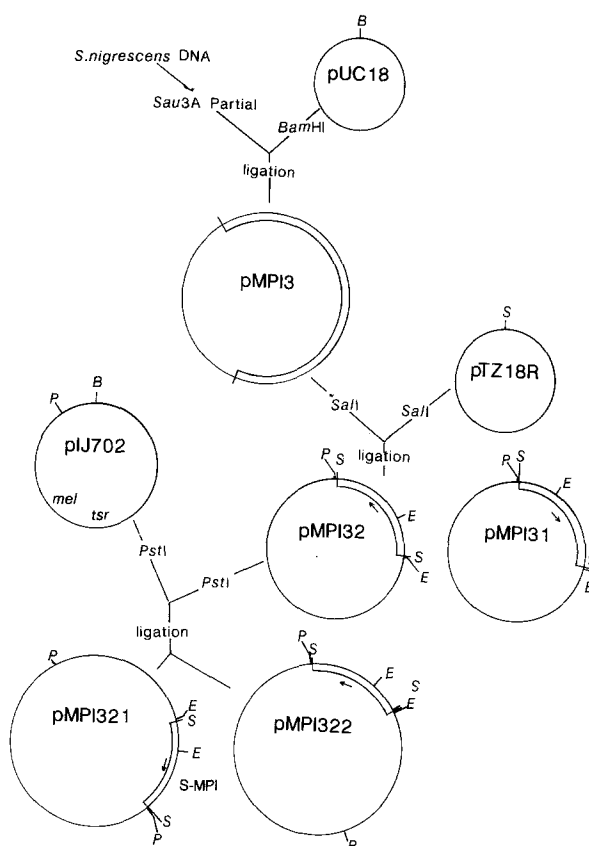 B
S.nigrescens DNA
pUC18
Sau3A Partial
BamHI
ligation
pMPI3
S
pTZ18R
SalI
SalI
P
B
pIJ702
mel
tsr
ligation
P
S
E
pMPI32
S
E
P
S
E
pMPI31
S
E
PstI
PstI
ligation
P
pMPI321
E
S
E
S-MPI
S
P
P
S
E
S
E
pMPI322
P